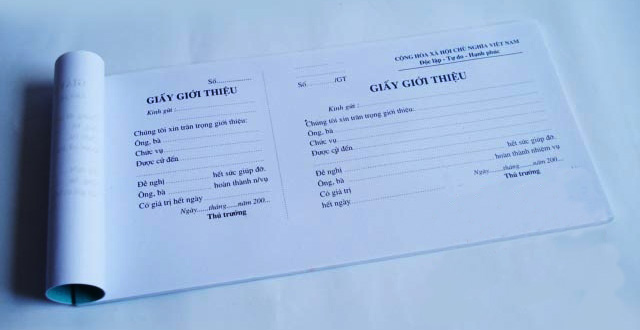 Số...............
GIẤY GIỚI THIỆU
Kính gửi :
Chúng tôi xin trân trọng giới thiệu:
Ông, bà
Chức vụ
Được cử đến
Đề nghị hết sức giúp đỡ.
Ông, bà hoàn thành n/vụ
Có giá trị hết ngày
Ngày......tháng......năm 200...
Thủ trưởng
CỘNG HÒA XÃ HỘI CHỦ NGHĨA VIỆT NAM
Độc lập - Tự do - Hạnh phúc
Số............/GT
GIẤY GIỚI THIỆU
Kính gửi :
Chúng tôi xin trân trọng giới thiệu:
Ông, bà
Chức vụ
Được cử đến
Đề nghị hết sức giúp đỡ.
Ông, bà hoàn thành nhiệm vụ
Có giá trị
hết ngày
Ngày......tháng......năm 200...
Thủ trưởng